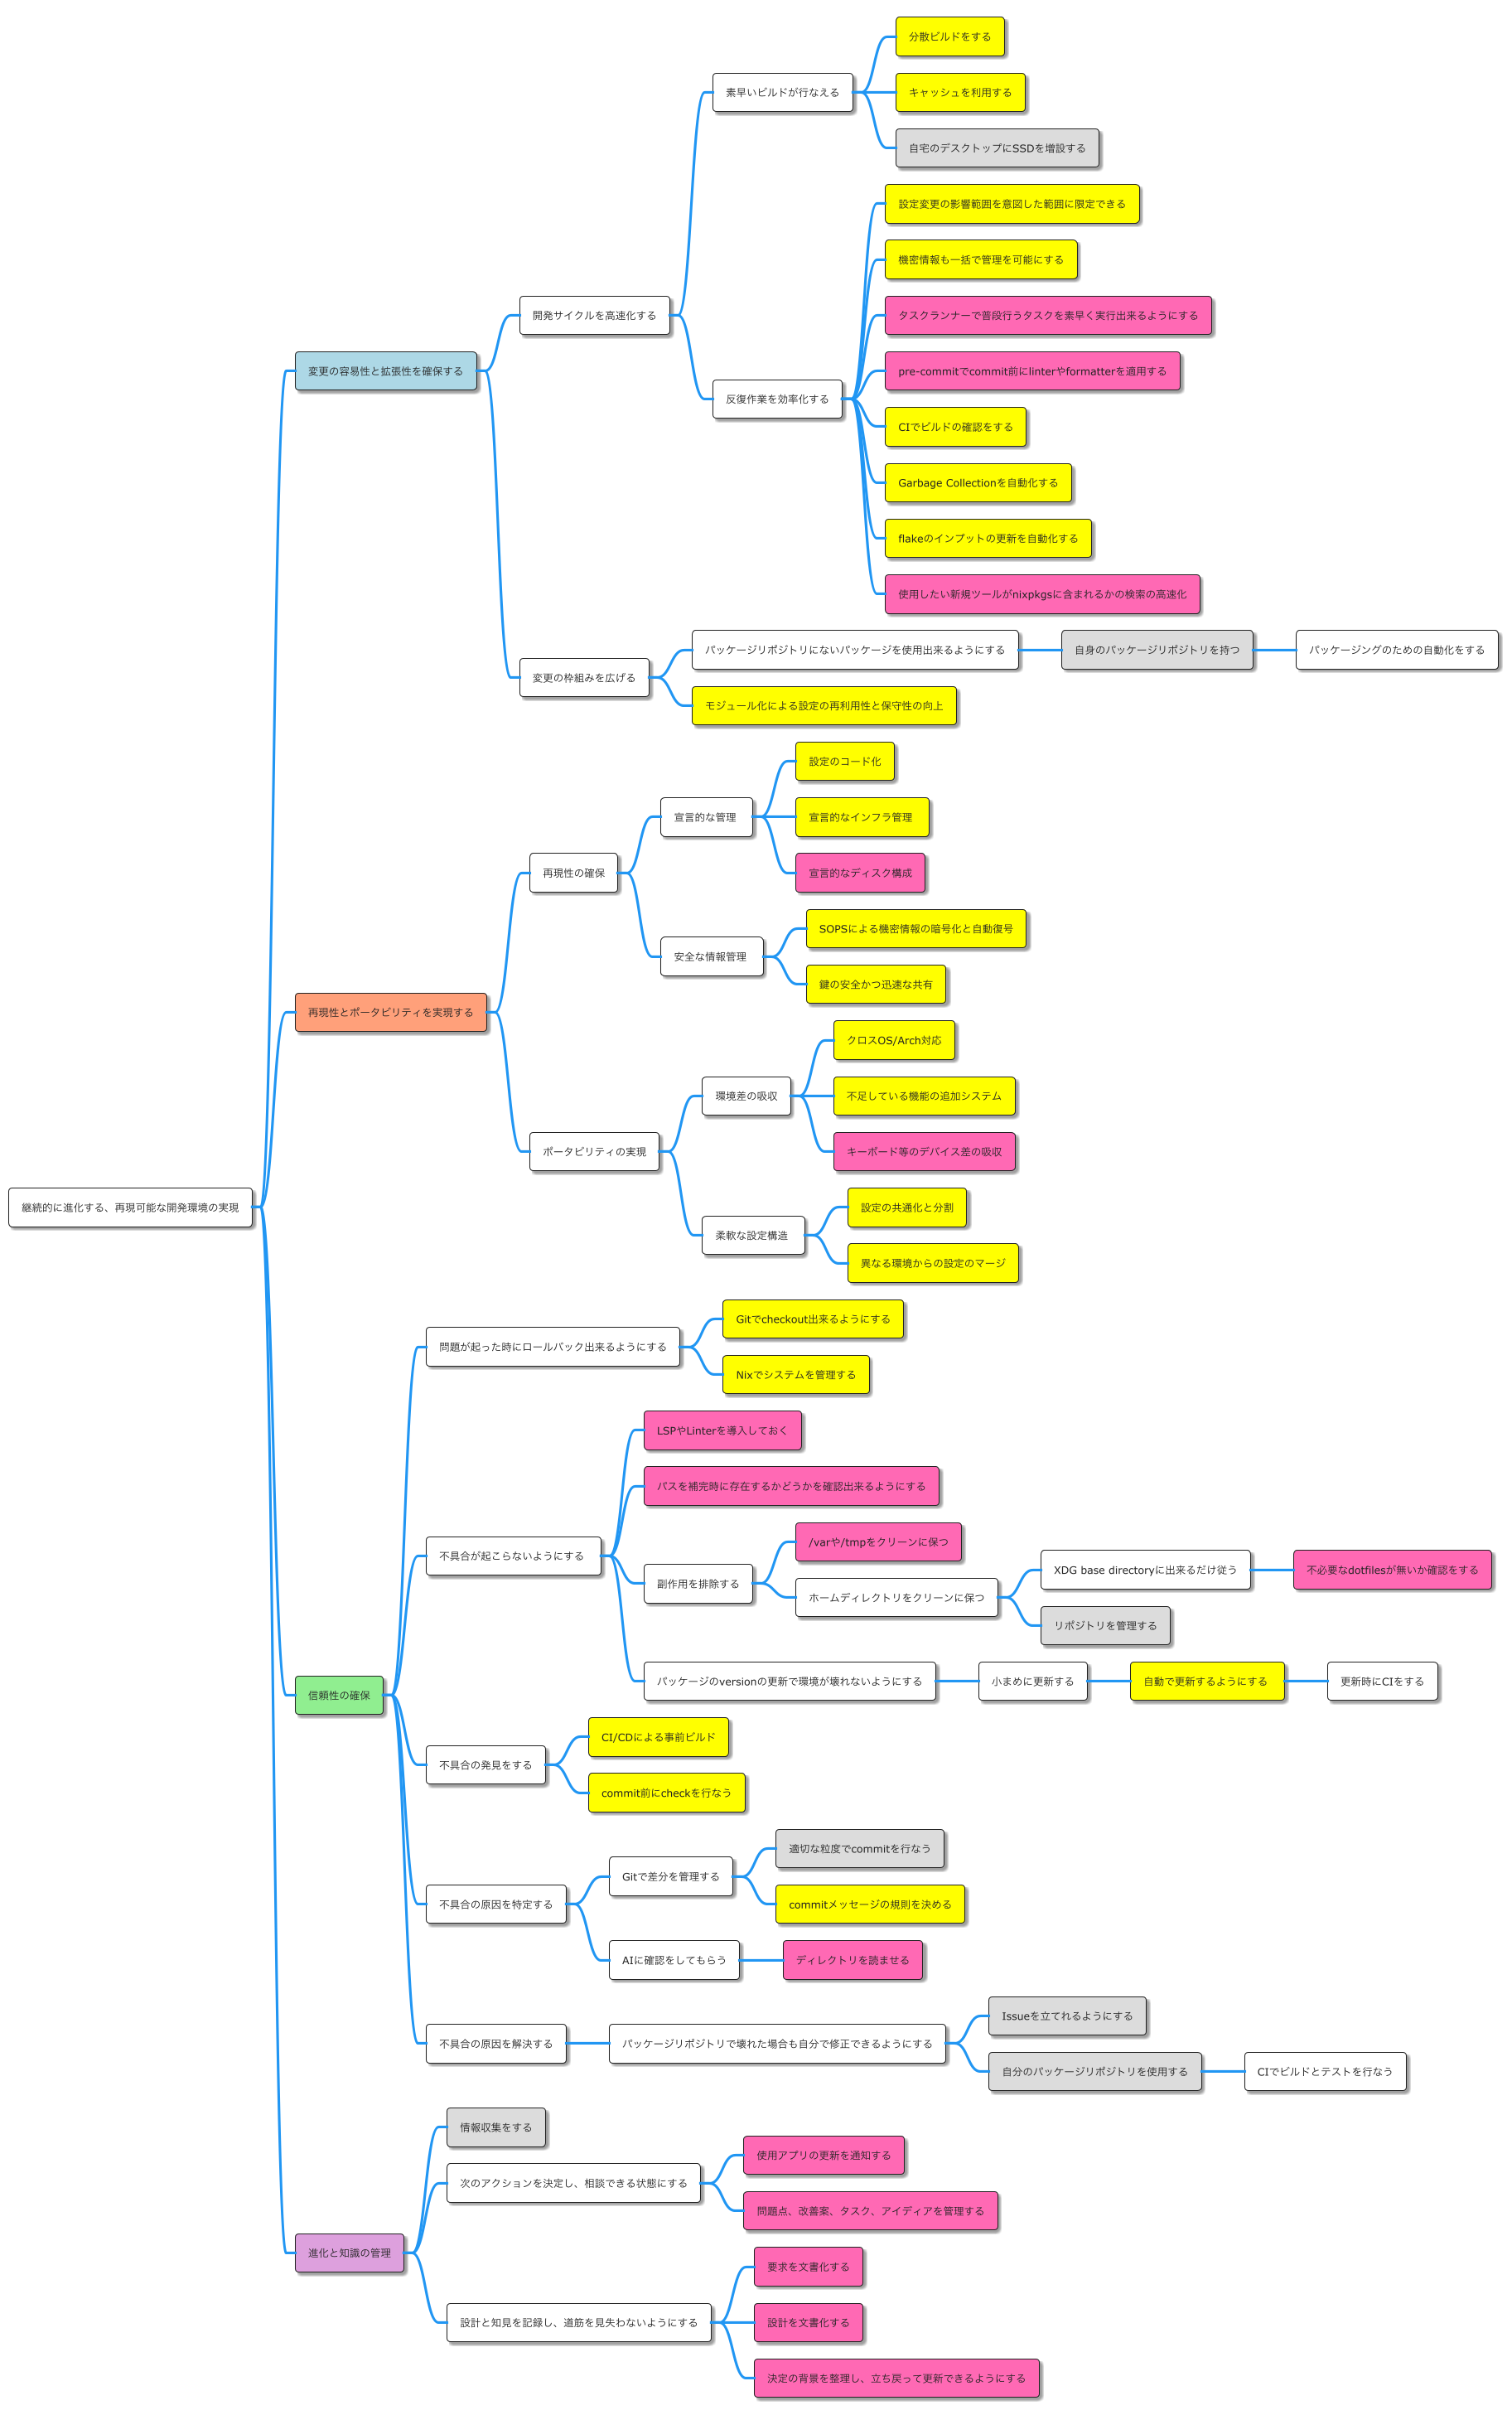 継続的に進化する、再現可能な開発環境の実現
変更の容易性と拡張性を確保する
開発サイクルを高速化する
素早いビルドが行なえる
分散ビルドをする
キャッシュを利用する
自宅のデスクトップにSSDを増設する
反復作業を効率化する
設定変更の影響範囲を意図した範囲に限定できる
機密情報も一括で管理を可能にする
タスクランナーで普段行うタスクを素早く実行出来るようにする
pre-commitでcommit前にlinterやformatterを適用する
CIでビルドの確認をする
Garbage Collectionを自動化する
flakeのインプットの更新を自動化する
使用したい新規ツールがnixpkgsに含まれるかの検索の高速化
変更の枠組みを広げる
パッケージリポジトリにないパッケージを使用出来るようにする
自身のパッケージリポジトリを持つ
パッケージングのための自動化をする
モジュール化による設定の再利用性と保守性の向上
再現性とポータビリティを実現する
再現性の確保
宣言的な管理
設定のコード化
宣言的なインフラ管理
宣言的なディスク構成
安全な情報管理
SOPSによる機密情報の暗号化と自動復号
鍵の安全かつ迅速な共有
ポータビリティの実現
環境差の吸収
クロスOS/Arch対応
不足している機能の追加システム
キーボード等のデバイス差の吸収
柔軟な設定構造
設定の共通化と分割
異なる環境からの設定のマージ
信頼性の確保
問題が起った時にロールバック出来るようにする
Gitでcheckout出来るようにする
Nixでシステムを管理する
不具合が起こらないようにする
LSPやLinterを導入しておく
パスを補完時に存在するかどうかを確認出来るようにする
副作用を排除する
/varや/tmpをクリーンに保つ
ホームディレクトリをクリーンに保つ
XDG base directoryに出来るだけ従う
不必要なdotfilesが無いか確認をする
リポジトリを管理する
パッケージのversionの更新で環境が壊れないようにする
小まめに更新する
自動で更新するようにする
更新時にCIをする
不具合の発見をする
CI/CDによる事前ビルド
commit前にcheckを行なう
不具合の原因を特定する
Gitで差分を管理する
適切な粒度でcommitを行なう
commitメッセージの規則を決める
AIに確認をしてもらう
ディレクトリを読ませる
不具合の原因を解決する
パッケージリポジトリで壊れた場合も自分で修正できるようにする
Issueを立てれるようにする
自分のパッケージリポジトリを使用する
CIでビルドとテストを行なう
進化と知識の管理
情報収集をする
次のアクションを決定し、相談できる状態にする
使用アプリの更新を通知する
問題点、改善案、タスク、アイディアを管理する
設計と知見を記録し、道筋を見失わないようにする
要求を文書化する
設計を文書化する
決定の背景を整理し、立ち戻って更新できるようにする